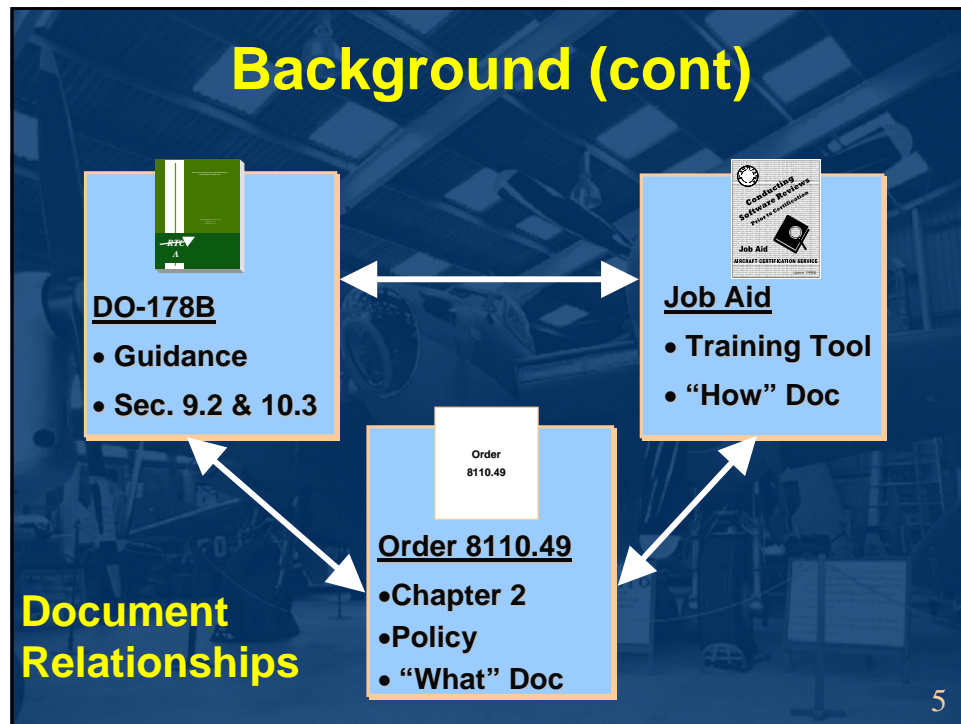 Background (cont)
RTC
A
DO-178B
• Guidance
• Sec. 9.2 & 10.3
Conducting
Software Reviews
Prior to Certification
Job Aid
AIRCRAFT CERTIFICATION SERVICE
Job Aid
• Training Tool
• “How” Doc
Order
8110.49
Order 8110.49
•Chapter 2
•Policy
• “What” Doc
Document
Relationships
5